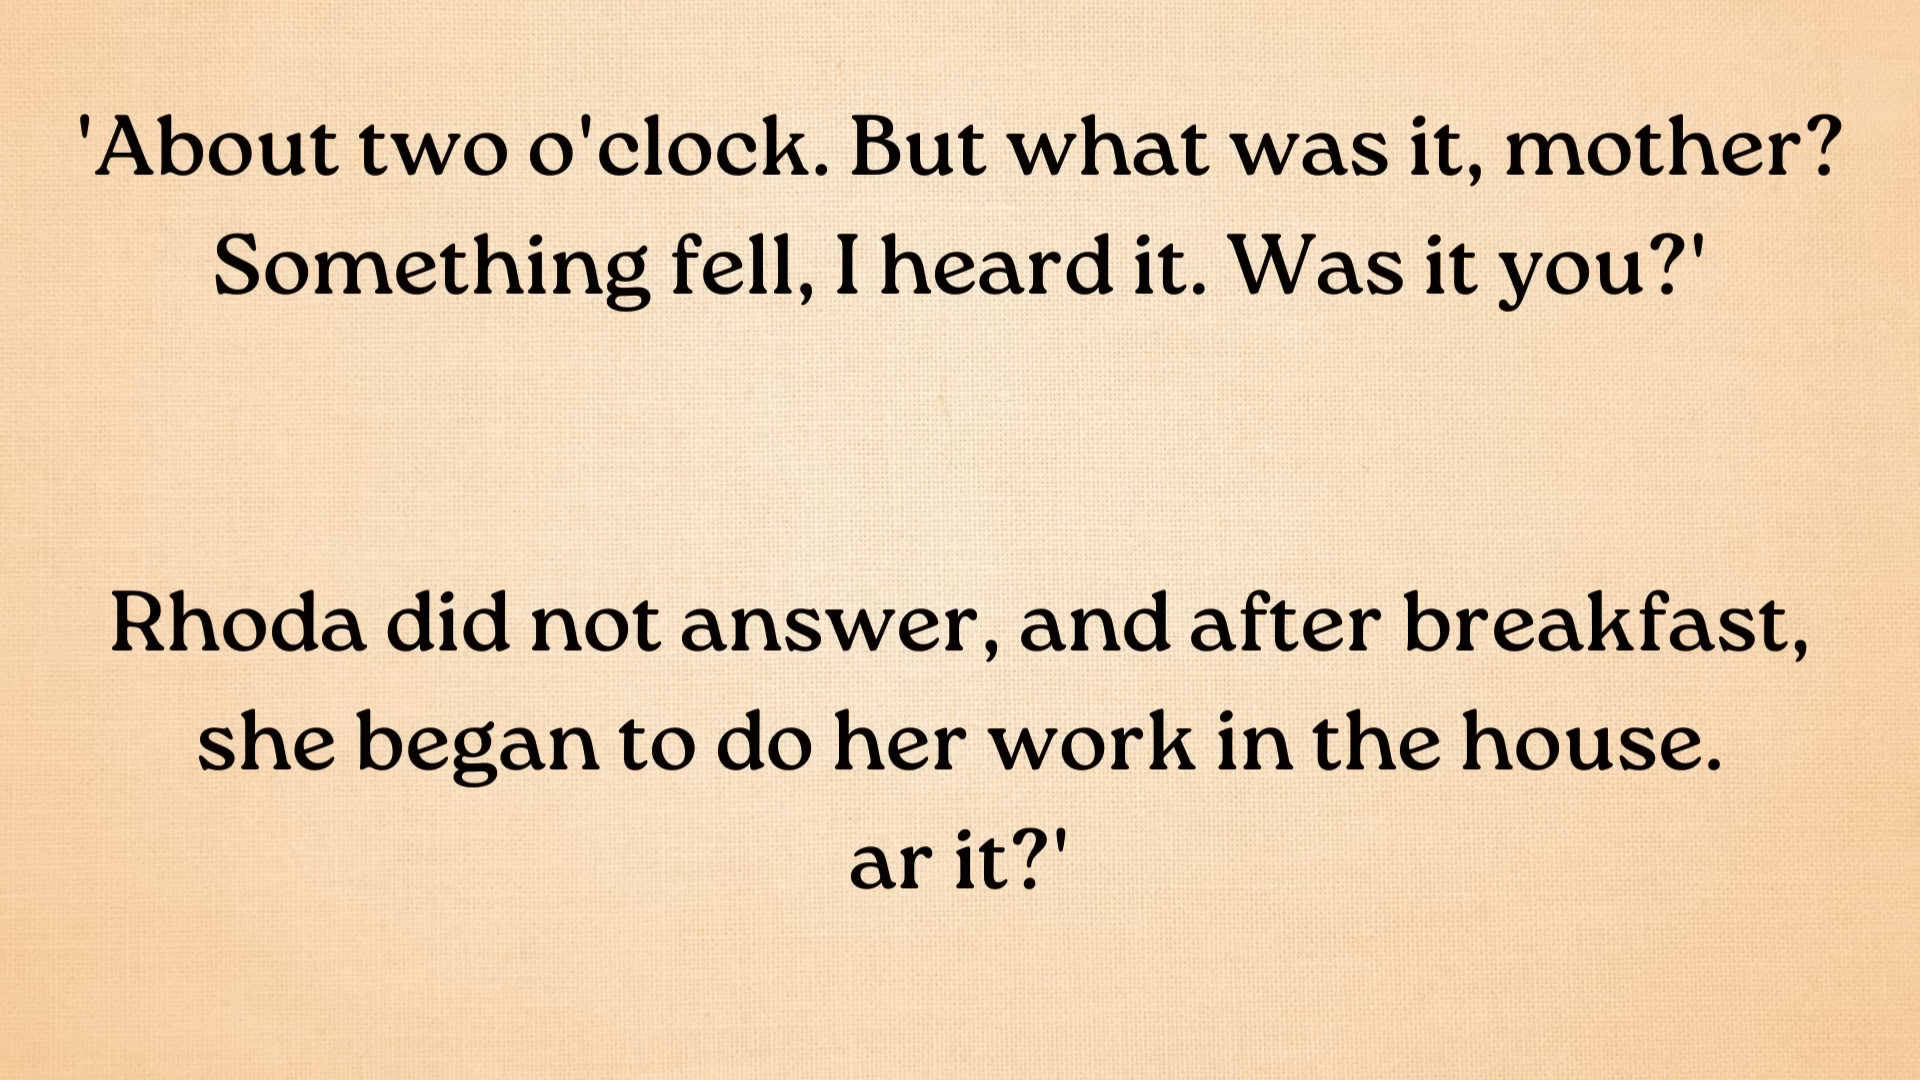 'About two o'clock. But what was it, mother?
Something fell, I heard it. Was it you?'
Rhoda did not answer, and after breakfast,
she began to do her work in the house.
ar it?'